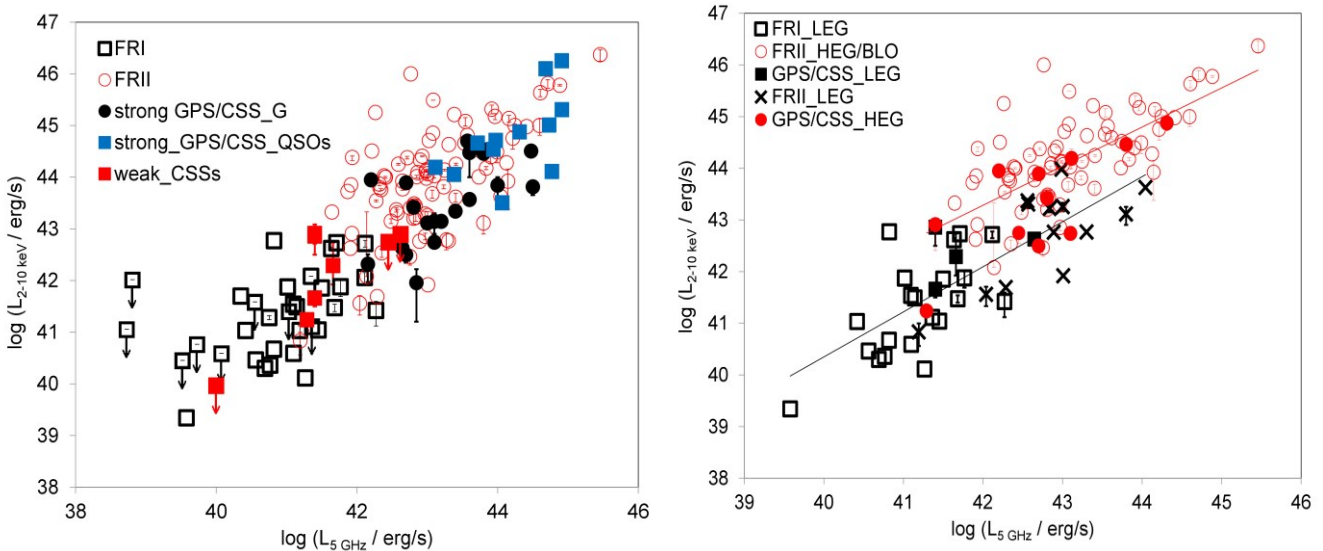 47
46
45
44
43
42
41
40
39
38
log (L2-10 keV / erg/s)
FRI
FRII
strong GPS/CSS_G
strong_GPS/CSS_QSOs
weak_CSSs
38 40 42 44 46
log (L5 GHz / erg/s)
47
46
45
44
43
42
41
40
39
38
log (L2-10 keV / erg/s)
FRI_LEG
FRII_HEG/BLO
GPS/CSS_LEG
FRII_LEG
GPS/CSS_HEG
39 40 41 42 43 44 45 46
log (L5 GHz / erg/s)